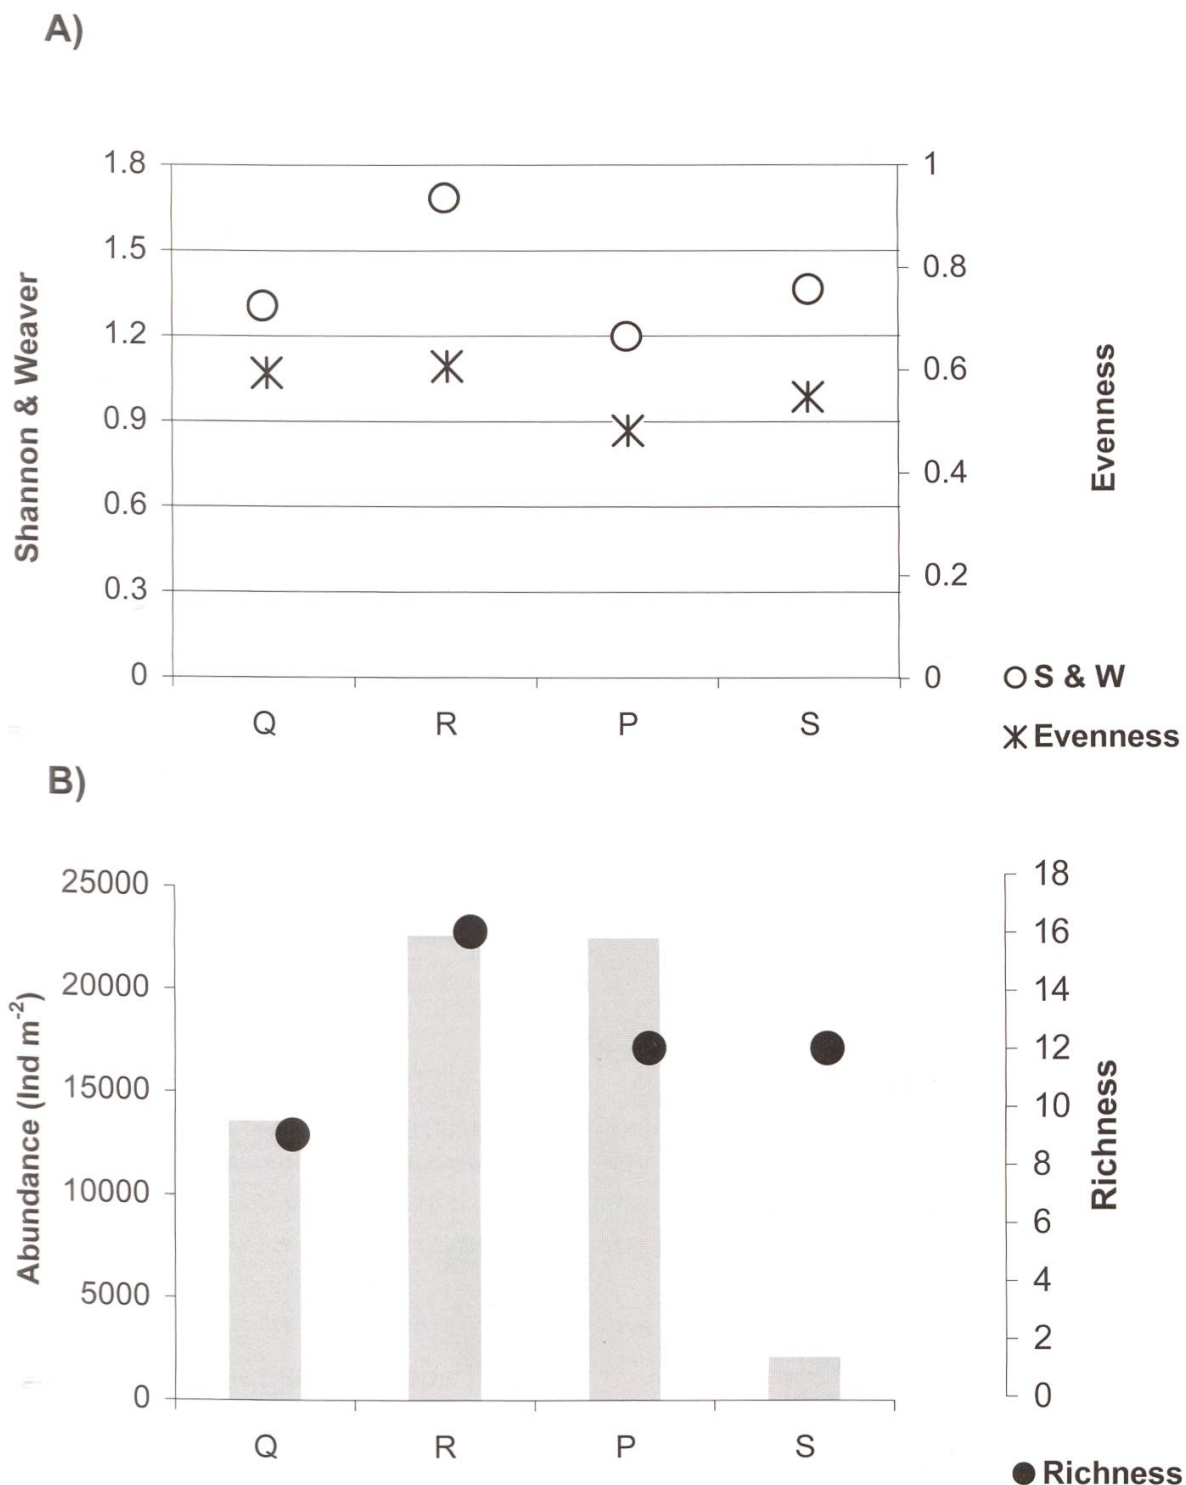 A)
1.8
1.5
1.2
0.9
0.6
0.3
0
Shannon & Weaver
1
0.8
0.6
0.4
0.2
0
Evenness
Q R P S
S & W
Evenness
B)
25000
20000
15000
10000
5000
0
Abundance (Ind m⁻²)
18
16
14
12
10
8
6
4
2
0
Richness
Q R P S
Richness